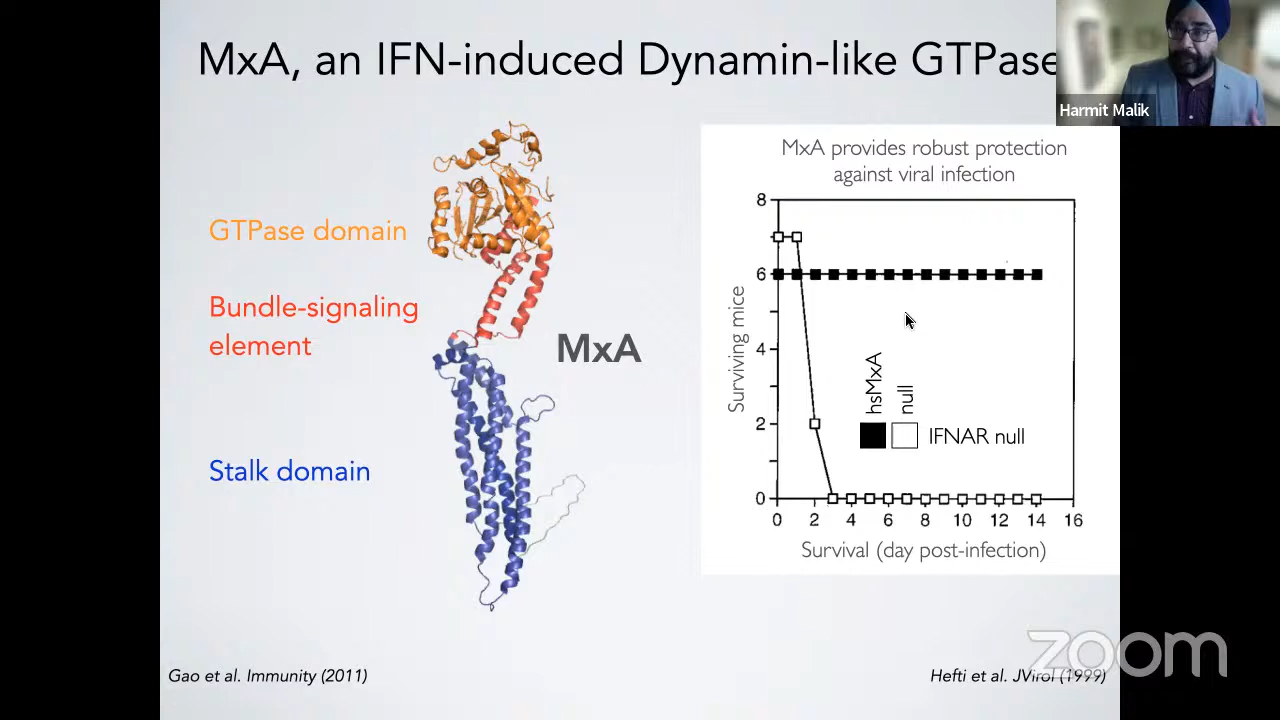 MxA, an IFN-induced Dynamin-like GTPase
Harmit Malik
GTPase domain
Bundle-signaling
element
Stalk domain
MxA
MxA provides robust protection
against viral infection
8
6
4
2
0
Surviving mice
hsMxA
null
IFNAR null
0 2 4 6 8 10 12 14 16
Survival (day post-infection)
Gao et al. Immunity (2011)
Hefti et al. JVirol (1999)
zoom